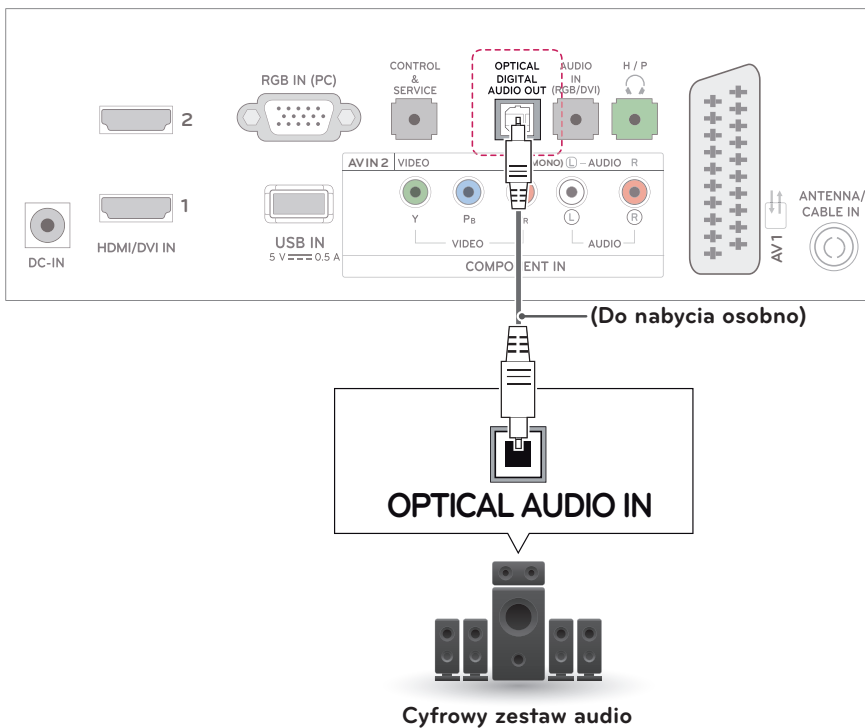 RGB IN (PC)
CONTROL
&
SERVICE
OPTICAL
DIGITAL
AUDIO OUT
AUDIO
IN
(RGB/DVI)
H / P
2
1
HDMI/DVI IN
DC-IN
USB IN
5 V 0.5 A
AV IN 2 VIDEO
MONO) L AUDIO R
Y PB R L R
VIDEO AUDIO
COMPO ENT IN
AV 1
ANTENNA/
CABLE IN
(Do nabycia osobno)
OPTICAL AUDIO IN
Cyfrowy zestaw audio